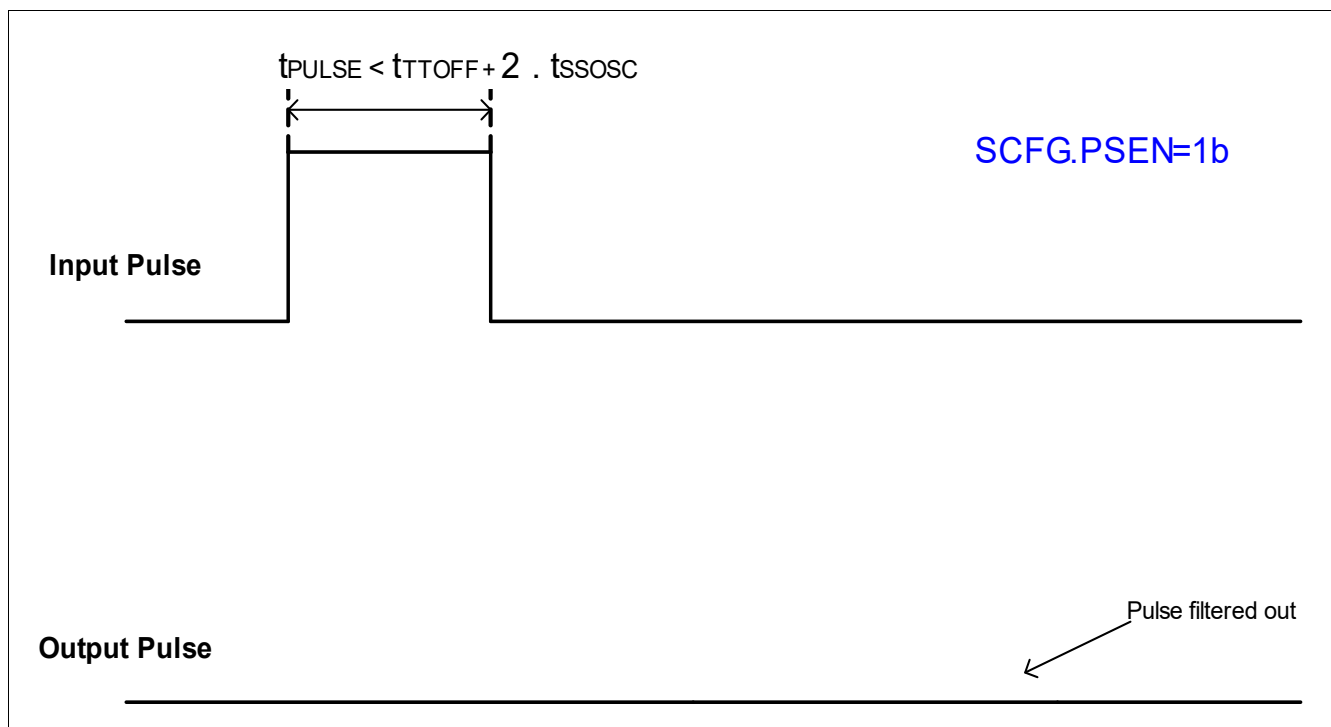 tPULSE < tTTOFF + 2 . tSSOSC
SCFG.PSEN=1b
Input Pulse
Pulse filtered out
Output Pulse